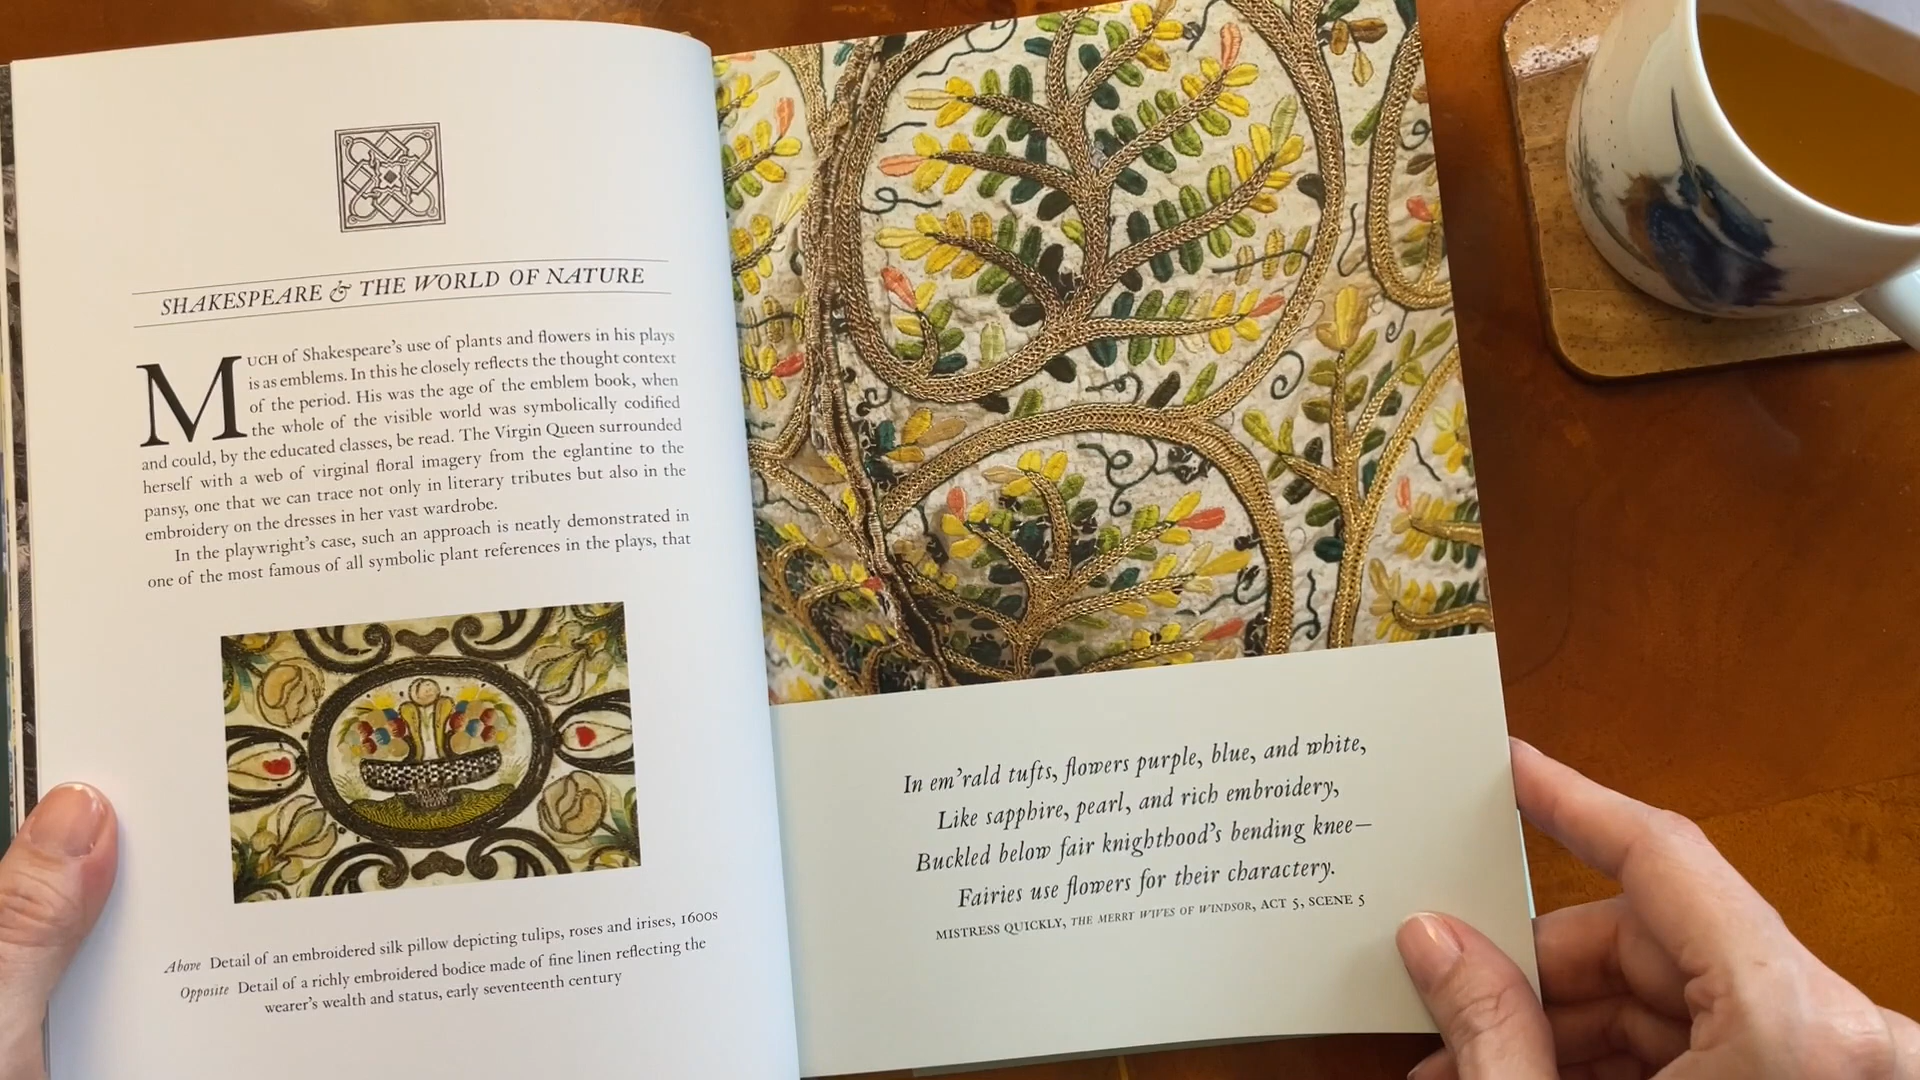 SHAKESPEARE & THE WORLD OF NATURE
MUCH of Shakespeare's use of plants and flowers in his plays
is as emblems. In this he closely reflects the thought context
of the period. His was the age of the emblem book, when
the whole of the visible world was symbolically codified
and could, by the educated classes, be read. The Virgin Queen surrounded
herself with a web of virginal floral imagery from the eglantine to the
pansy, one that we can trace not only in literary tributes but also in the
embroidery on the dresses in her vast wardrobe.
In the playwright's case, such an approach is neatly demonstrated in
one of the most famous of all symbolic plant references in the plays, that
Above Detail of an embroidered silk pillow depicting tulips, roses and irises, 1600s
Opposite Detail of a richly embroidered bodice made of fine linen reflecting the
wearer's wealth and status, early seventeenth century
In em'rald tufts, flowers purple, blue, and white,
Like sapphire, pearl, and rich embroidery,
Buckled below fair knighthood's bending knee—
Fairies use flowers for their charactery.
MISTRESS QUICKLY, THE MERRY WIVES OF WINDSOR, ACT 5, SCENE 5